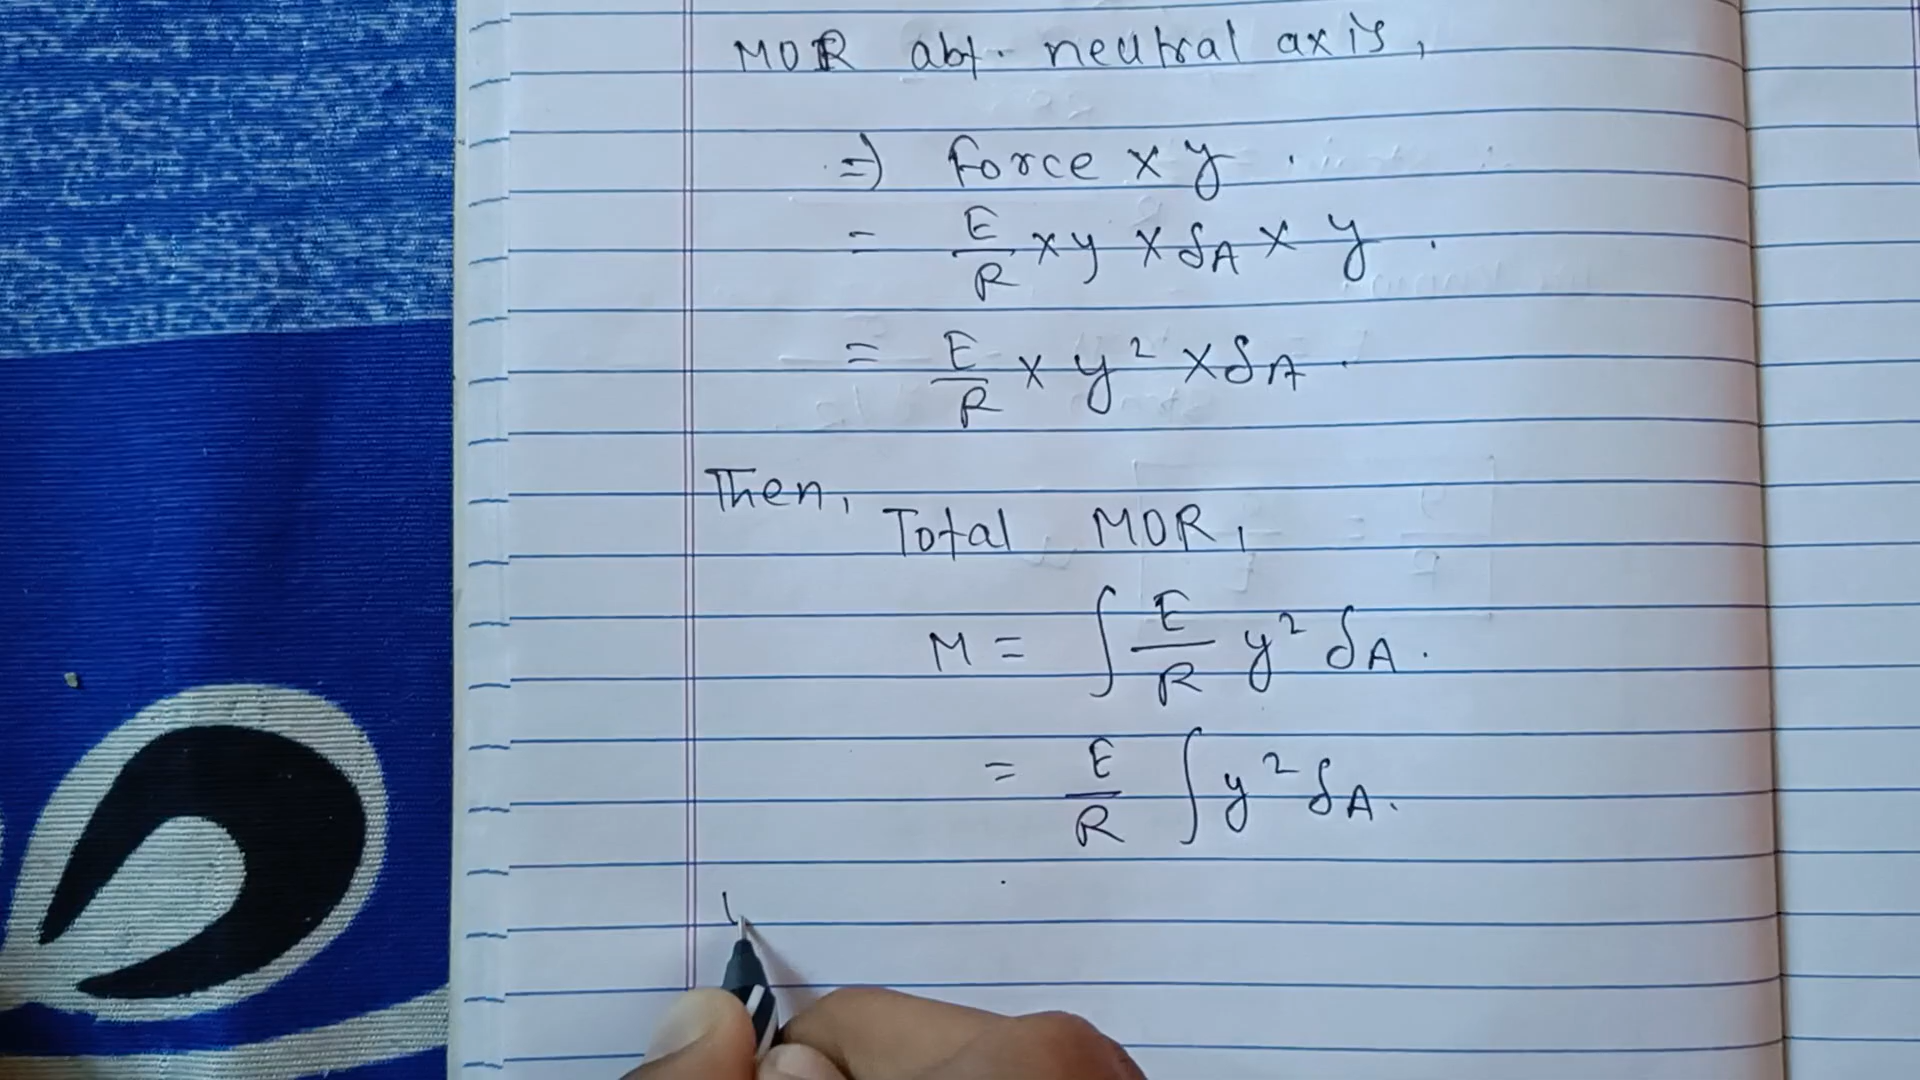 MOR abt. neutral axis,
=) Force x y .
= E/R x y x δA x y .
= E/R x y² x δA .
Then,
Total MOR,
M = ∫ E/R y² δA .
= E/R ∫ y² δA .